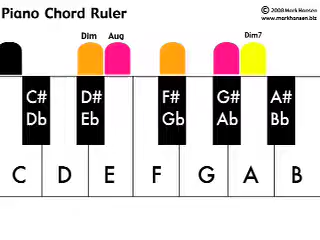 Piano Chord Ruler
© 2008 Mark Hansen
www.markhansen.biz
Dim Aug Dim7
C# D# F# G# A#
Db Eb Gb Ab Bb
C D E F G A B